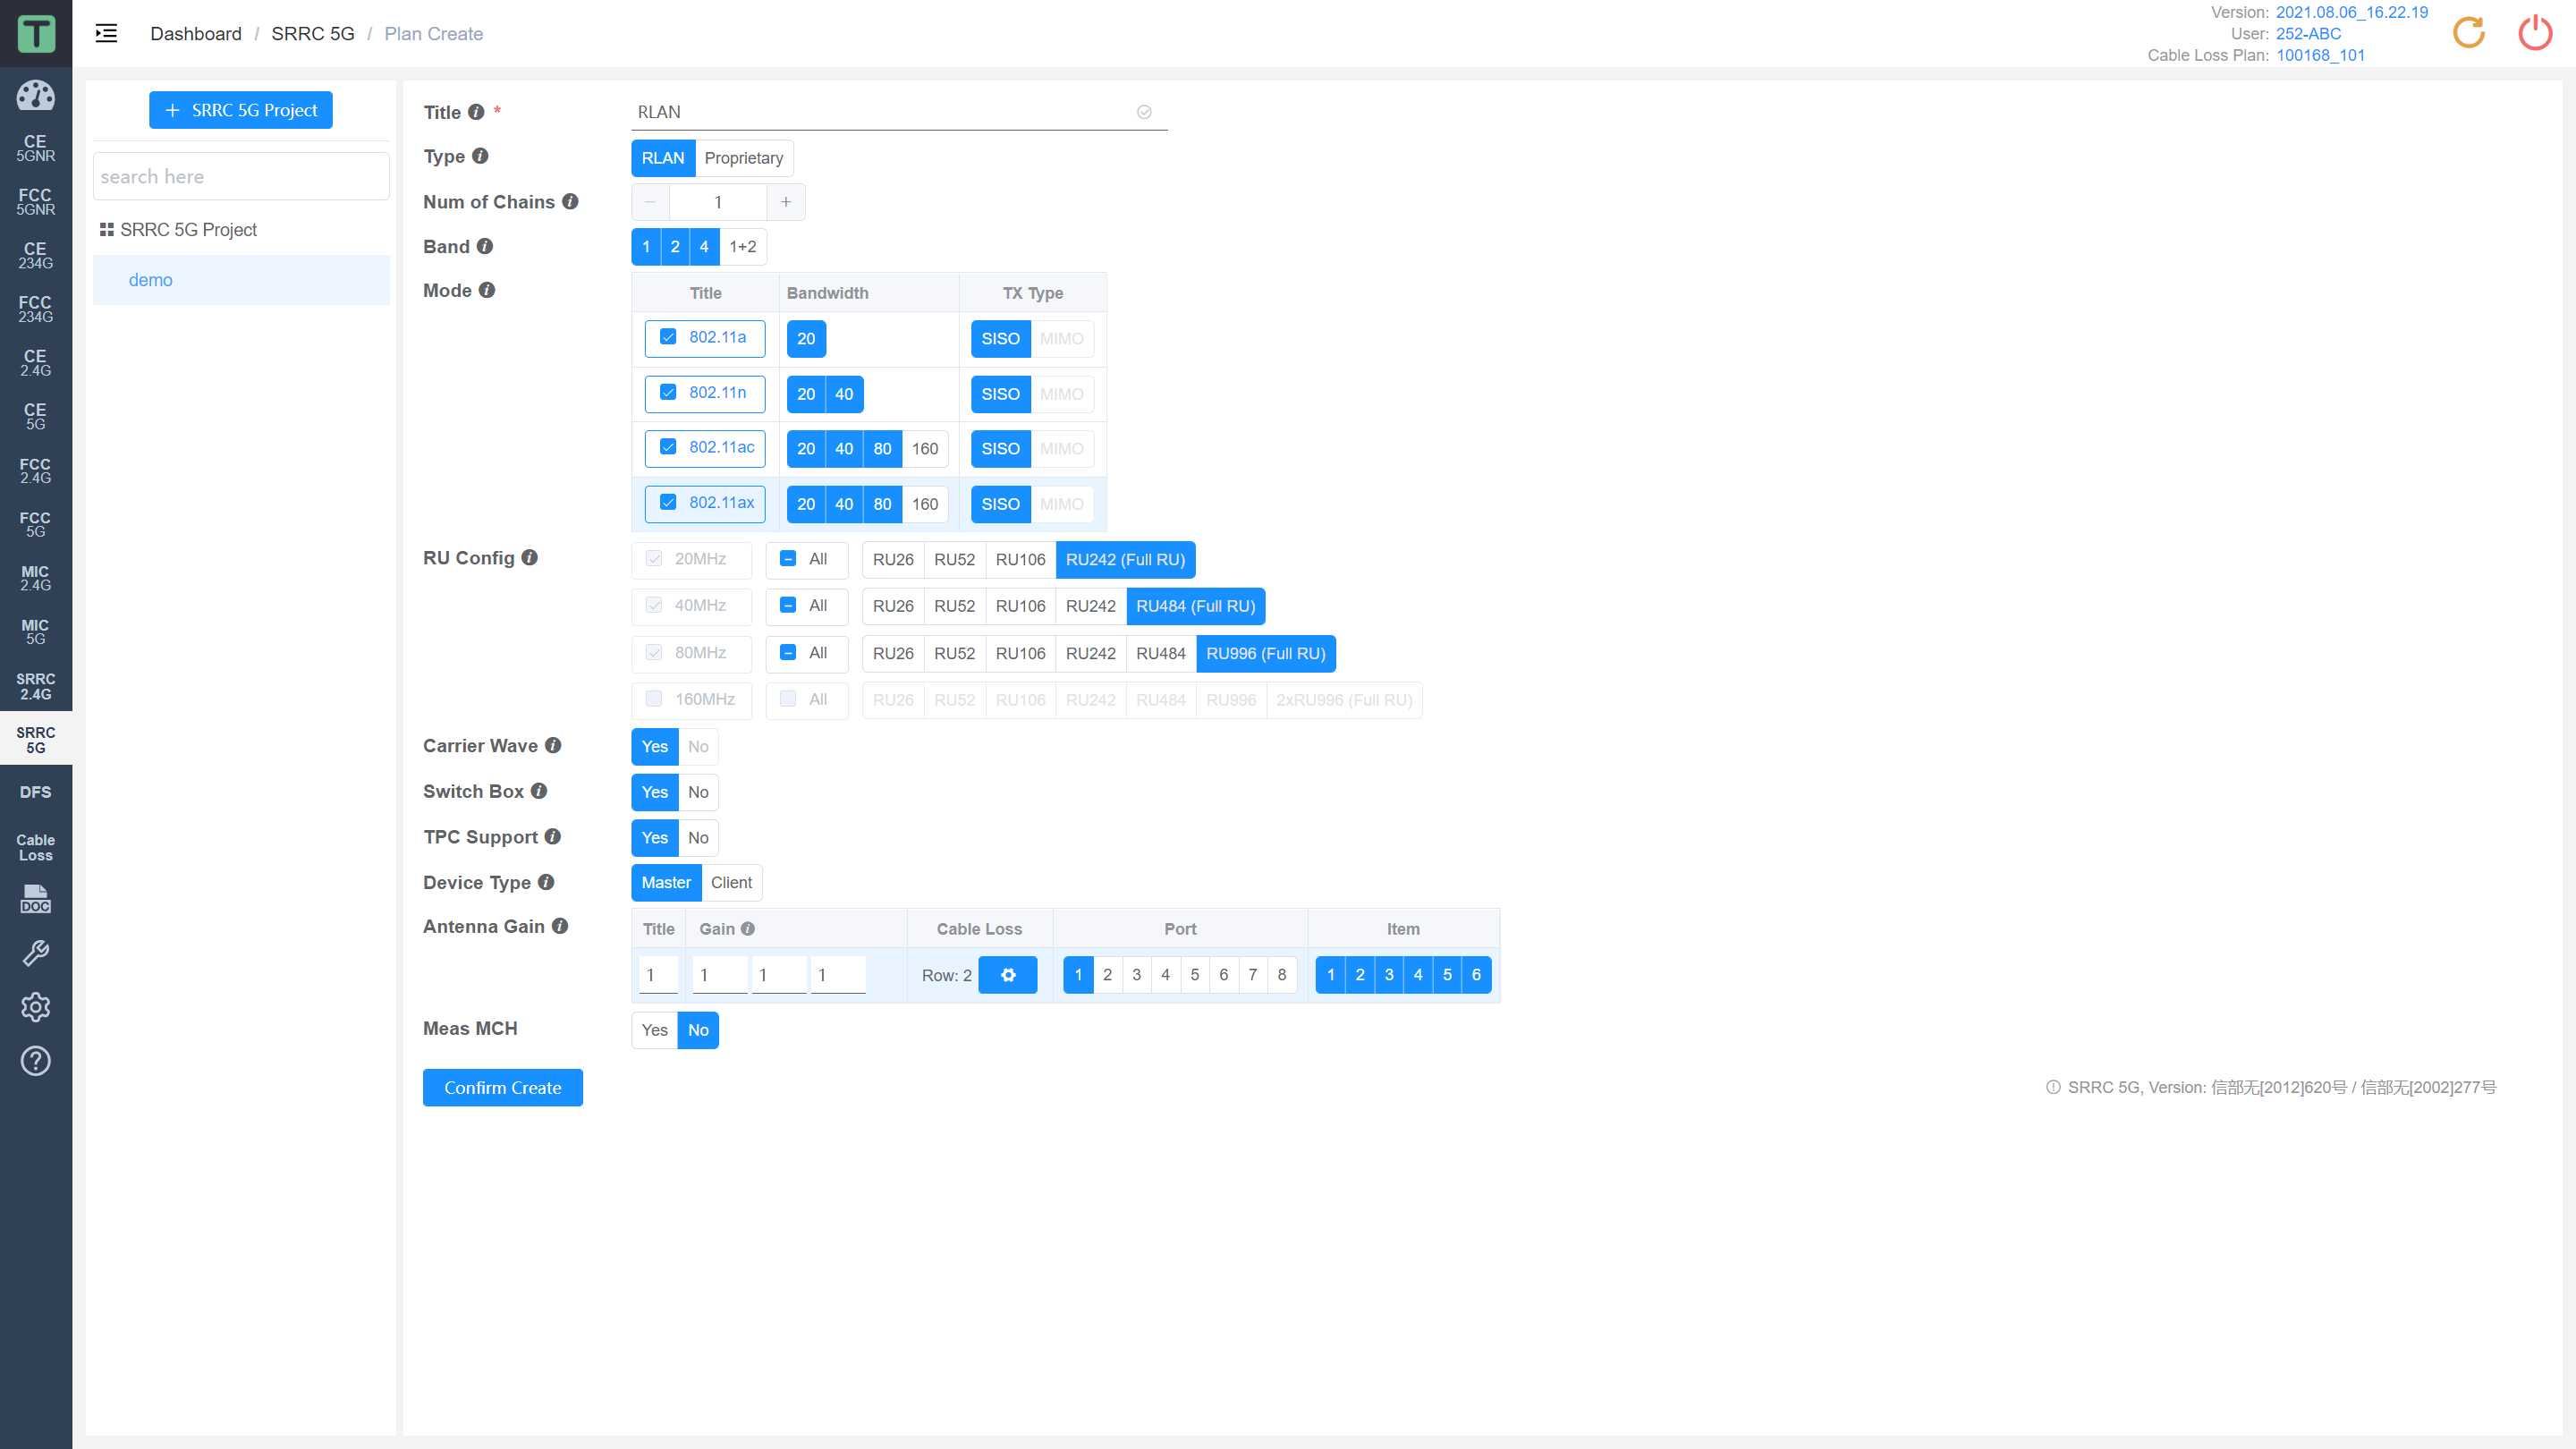 T
Dashboard / SRRC 5G / Plan Create
Version: 2021.08.06_16.22.19
User: 252-ABC
Cable Loss Plan: 100168_101
CE
5GNR
FCC
5GNR
CE
234G
FCC
234G
CE
2.4G
CE
5G
FCC
2.4G
FCC
5G
MIC
2.4G
MIC
5G
SRRC
2.4G
SRRC
5G
DFS
Cable
Loss
DOC
+ SRRC 5G Project
search here
SRRC 5G Project
demo
Title * RLAN
Type RLAN Proprietary
Num of Chains − 1 +
Band 1 2 4 1+2
Mode
Title Bandwidth TX Type
802.11a 20 SISO MIMO
802.11n 20 40 SISO MIMO
802.11ac 20 40 80 160 SISO MIMO
802.11ax 20 40 80 160 SISO MIMO
RU Config 20MHz All RU26 RU52 RU106 RU242 (Full RU)
40MHz All RU26 RU52 RU106 RU242 RU484 (Full RU)
80MHz All RU26 RU52 RU106 RU242 RU484 RU996 (Full RU)
160MHz All RU26 RU52 RU106 RU242 RU484 RU996 2xRU996 (Full RU)
Carrier Wave Yes No
Switch Box Yes No
TPC Support Yes No
Device Type Master Client
Antenna Gain
Title Gain Cable Loss Port Item
1 1 1 1 Row: 2 1 2 3 4 5 6 7 8 1 2 3 4 5 6
Meas MCH Yes No
Confirm Create
SRRC 5G, Version: 信部无[2012]620号 / 信部无[2002]277号